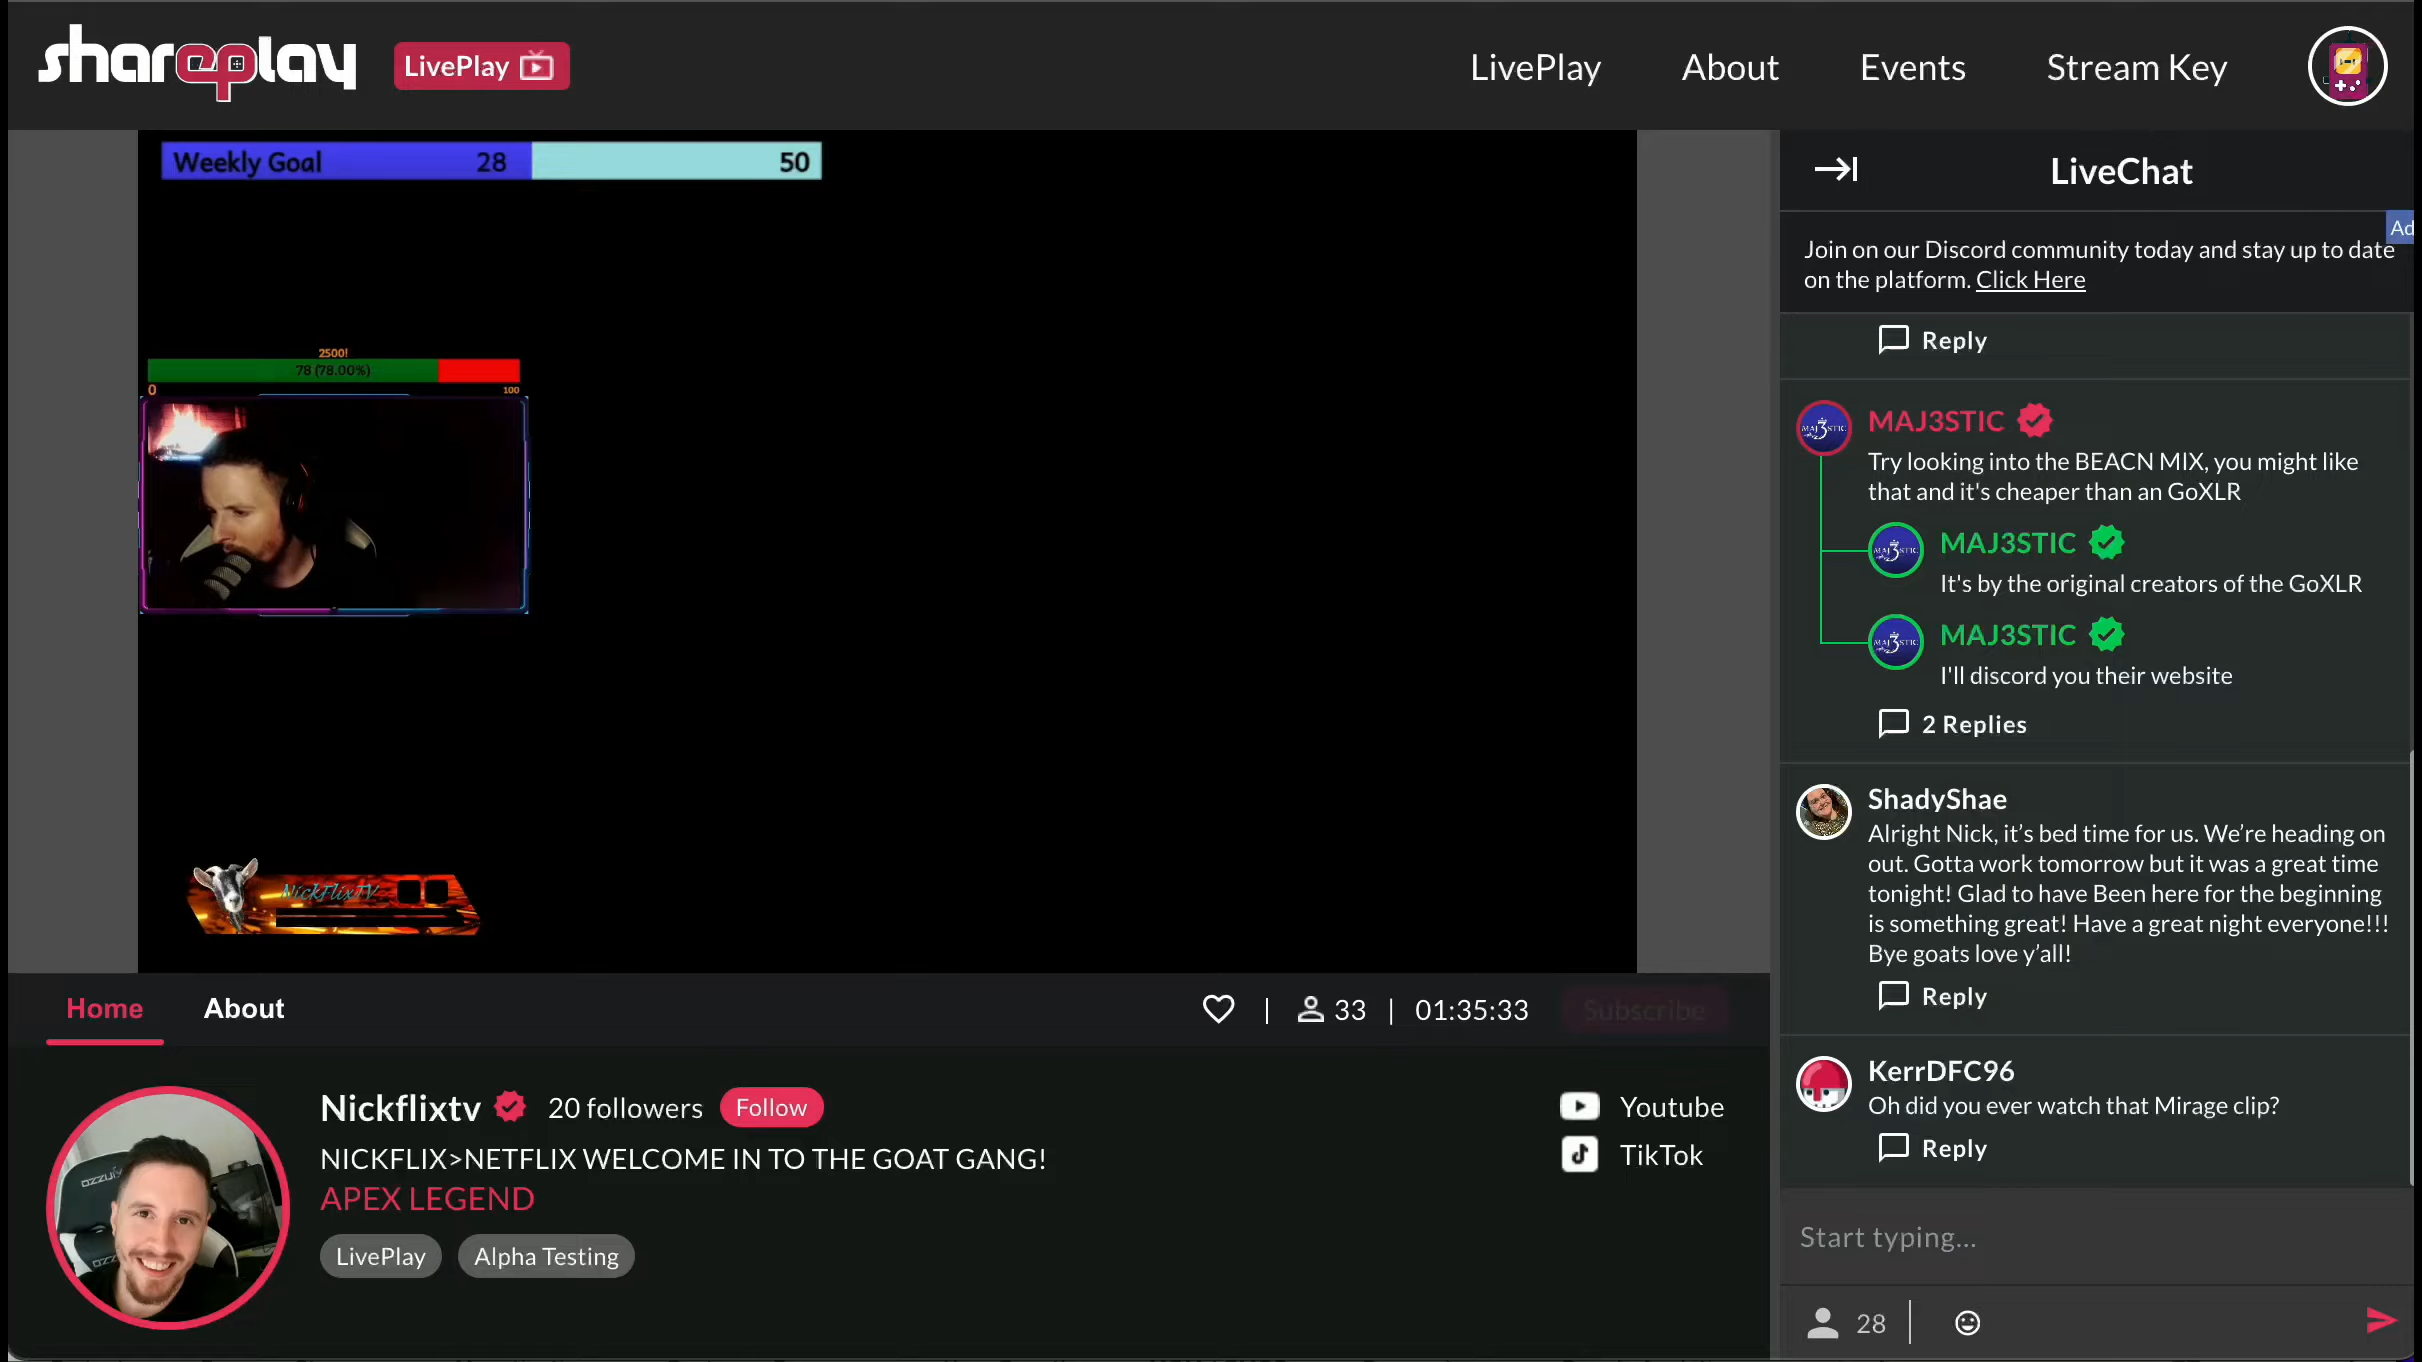 shareplay
LivePlay
LivePlay
About
Events
Stream Key
Weekly Goal 28 50
2500!
78 (78.00%)
0 100
NickFlixTV
Home
About
33
01:35:33
Subscribe
Nickflixtv 20 followers Follow
NICKFLIX>NETFLIX WELCOME IN TO THE GOAT GANG!
APEX LEGEND
LivePlay
Alpha Testing
Youtube
TikTok
LiveChat
Ad
Join on our Discord community today and stay up to date
on the platform. Click Here
Reply
MAJ3STIC
Try looking into the BEACN MIX, you might like
that and it's cheaper than an GoXLR
MAJ3STIC
It's by the original creators of the GoXLR
MAJ3STIC
I'll discord you their website
2 Replies
ShadyShae
Alright Nick, it’s bed time for us. We’re heading on
out. Gotta work tomorrow but it was a great time
tonight! Glad to have Been here for the beginning
is something great! Have a great night everyone!!!
Bye goats love y’all!
Reply
KerrDFC96
Oh did you ever watch that Mirage clip?
Reply
Start typing...
28